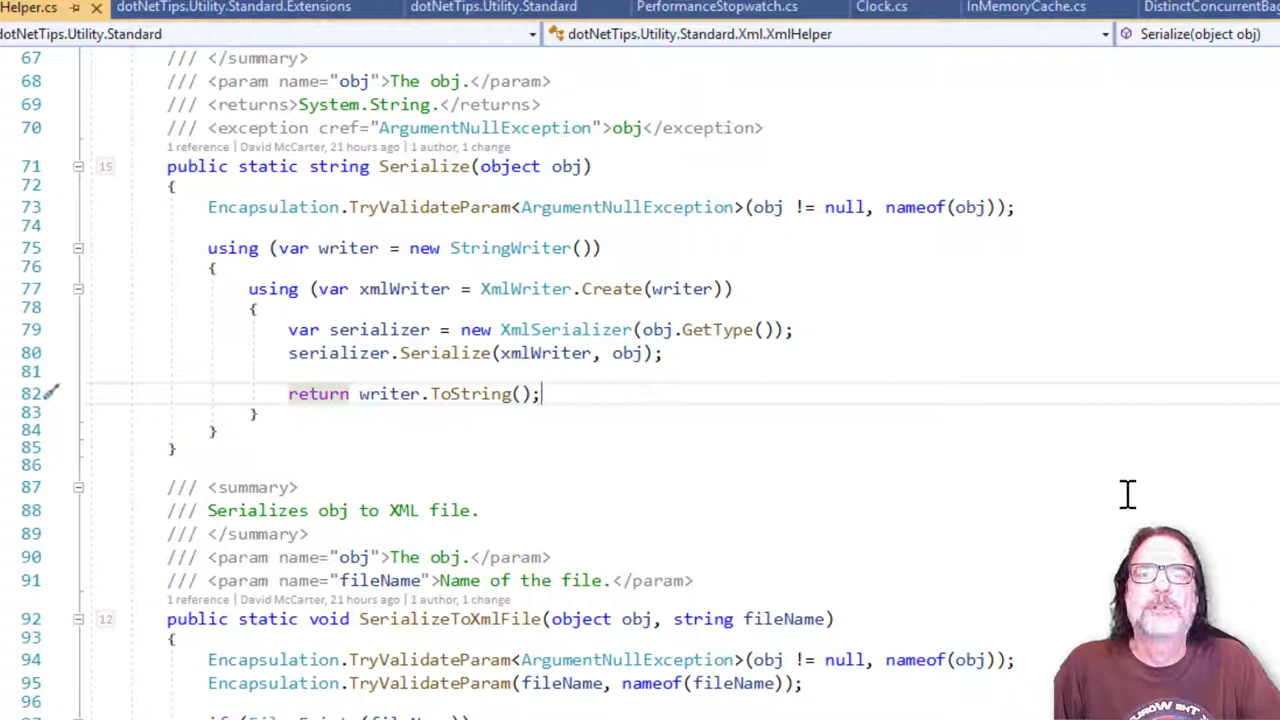 Helper.cs dotNetTips.Utility.Standard.Extensions dotNetTips.Utility.Standard PerformanceStopwatch.cs Clock.cs InMemoryCache.cs DistinctConcurrentBag
dotNetTips.Utility.Standard dotNetTips.Utility.Standard.Xml.XmlHelper Serialize(object obj)
67 /// </summary>
68 /// <param name="obj">The obj.</param>
69 /// <returns>System.String.</returns>
70 /// <exception cref="ArgumentNullException">obj</exception>
1 reference | David McCarter, 21 hours ago | 1 author, 1 change
71 15 public static string Serialize(object obj)
72 {
73 Encapsulation.TryValidateParam<ArgumentNullException>(obj != null, nameof(obj));
74
75 using (var writer = new StringWriter())
76 {
77 using (var xmlWriter = XmlWriter.Create(writer))
78 {
79 var serializer = new XmlSerializer(obj.GetType());
80 serializer.Serialize(xmlWriter, obj);
81
82 return writer.ToString();
83 }
84 }
85 }
86
87 /// <summary>
88 /// Serializes obj to XML file.
89 /// </summary>
90 /// <param name="obj">The obj.</param>
91 /// <param name="fileName">Name of the file.</param>
1 reference | David McCarter, 21 hours ago | 1 author, 1 change
92 12 public static void SerializeToXmlFile(object obj, string fileName)
93 {
94 Encapsulation.TryValidateParam<ArgumentNullException>(obj != null, nameof(obj));
95 Encapsulation.TryValidateParam(fileName, nameof(fileName));
96